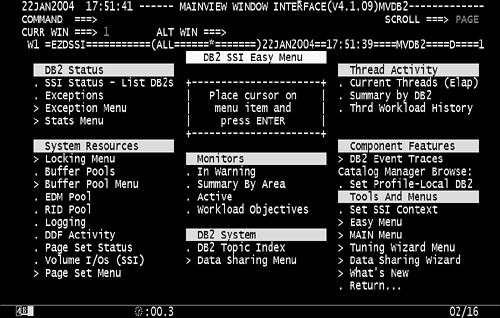 22JAN2004 17:51:41 ------ MAINVIEW WINDOW INTERFACE(V4.1.09)MVDB2----------
COMMAND ===> SCROLL ===> PAGE
CURR WIN ===> 1 ALT WIN ===>
W1 =EZDSSI===========(ALL======*=======)22JAN2004==17:51:39====MVDB2====D====1
DB2 SSI Easy Menu
DB2 Status Thread Activity
. SSI Status - List DB2s +----------------------+ . Current Threads (Elap)
. Exceptions | Place cursor on | . Summary by DB2
> Exception Menu | menu item and | . Thrd Workload History
> Stats Menu | press ENTER |
+----------------------+
System Resources Component Features
> Locking Menu Monitors > DB2 Event Traces
. Buffer Pools . In Warning Catalog Manager Browse:
> Buffer Pool Menu . Summary By Area . Set Profile-Local DB2
. EDM Pool . Active Tools And Menus
. RID Pool . Workload Objectives . Set SSI Context
. Logging > Easy Menu
. DDF Activity DB2 System > MAIN Menu
. Page Set Status . DB2 Topic Index > Tuning Wizard Menu
. Volume I/Os (SSI) > Data Sharing Menu > Data Sharing Wizard
> Page Set Menu > What's New
. Return...
4B :00.3 02/16